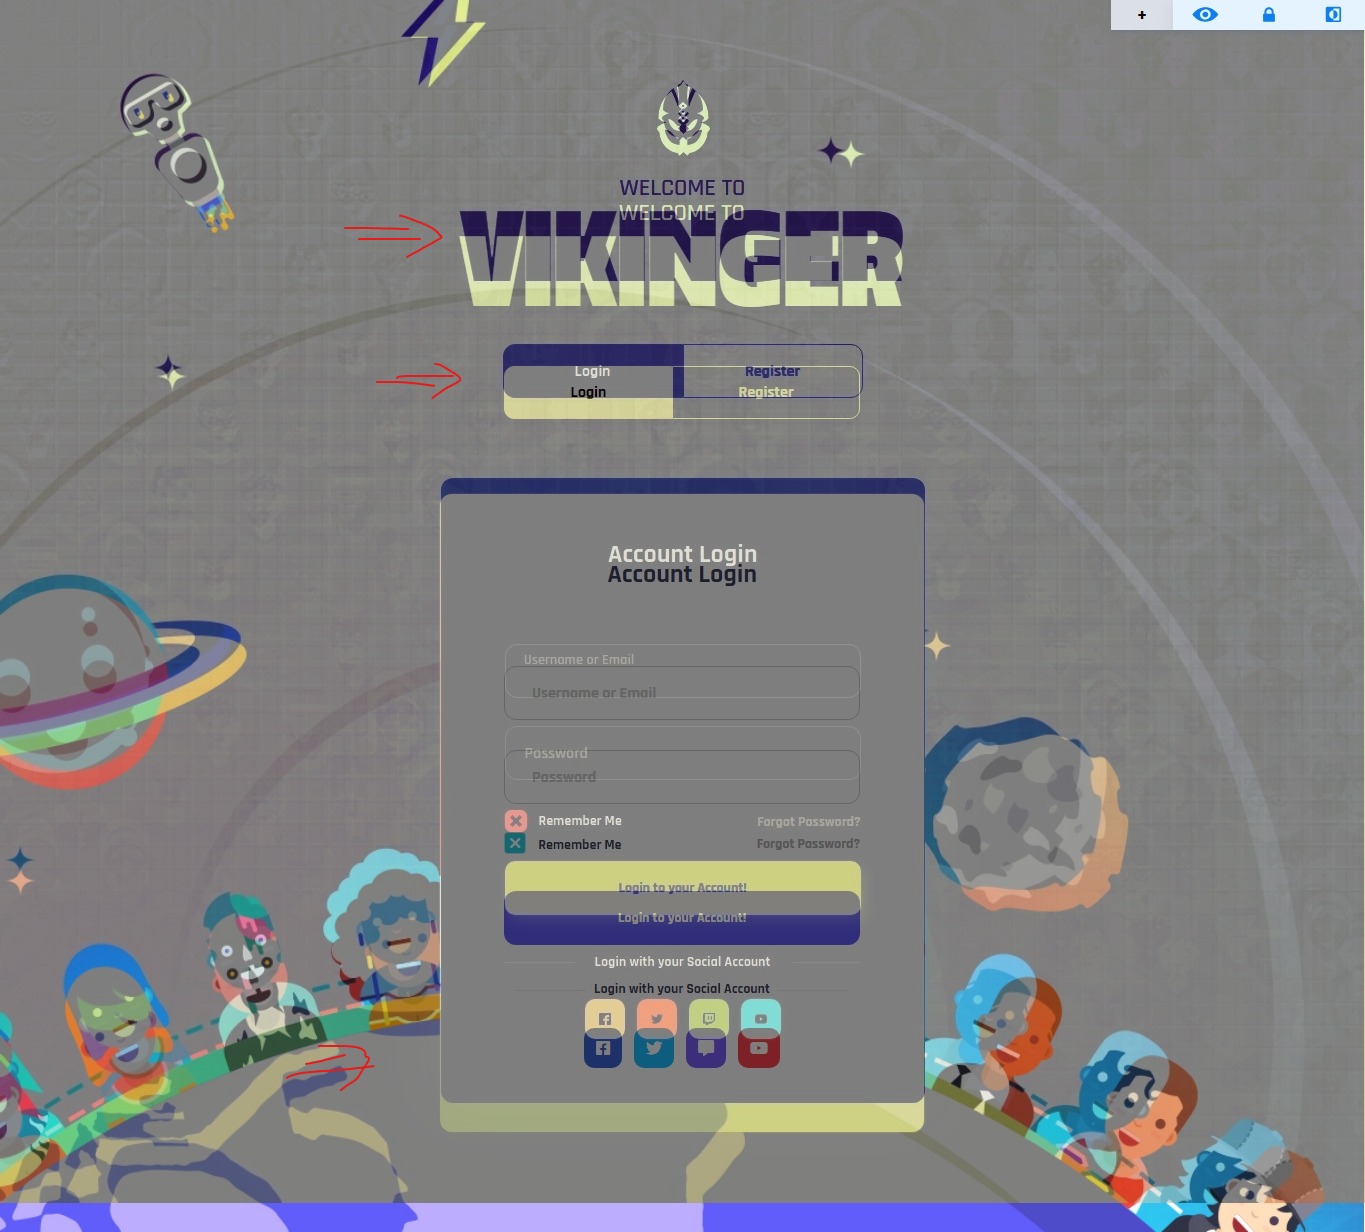 +
WELCOME TO
WELCOME TO
VIKINGER
VIKINGER
Login Register
Login Register
Account Login
Account Login
Username or Email
Username or Email
Password
Password
Remember Me Forgot Password?
Remember Me Forgot Password?
Login to your Account!
Login to your Account!
Login with your Social Account
Login with your Social Account